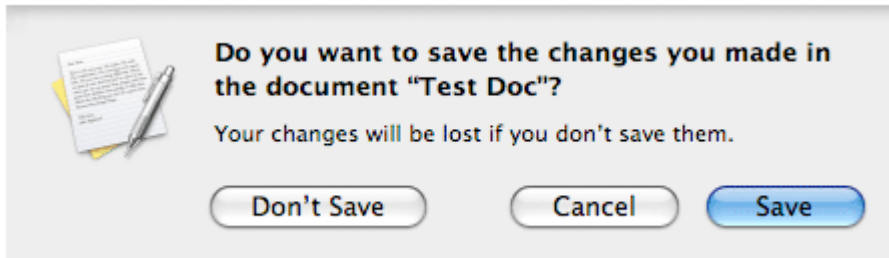 Do you want to save the changes you made in
the document “Test Doc"?
Your changes will be lost if you don’t save them.
Don't Save Cancel Save